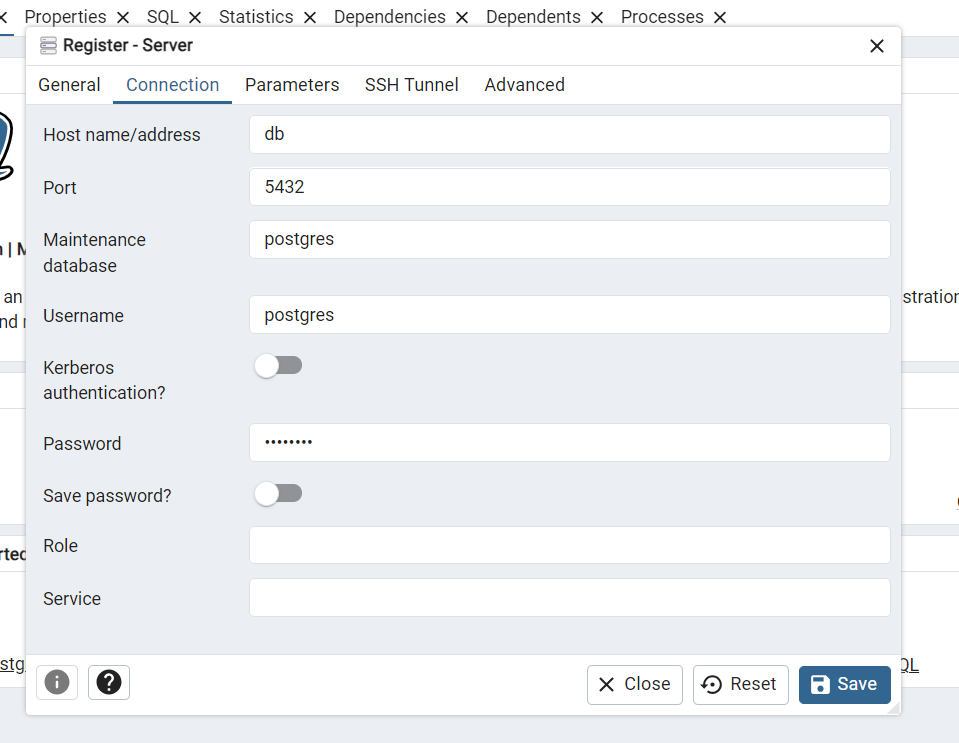 Properties SQL Statistics Dependencies Dependents Processes
Register - Server
General Connection Parameters SSH Tunnel Advanced
Host name/address db
Port 5432
Maintenance database postgres
Username postgres
Kerberos authentication?
Password ••••••••
Save password?
Role
Service
Close Reset Save